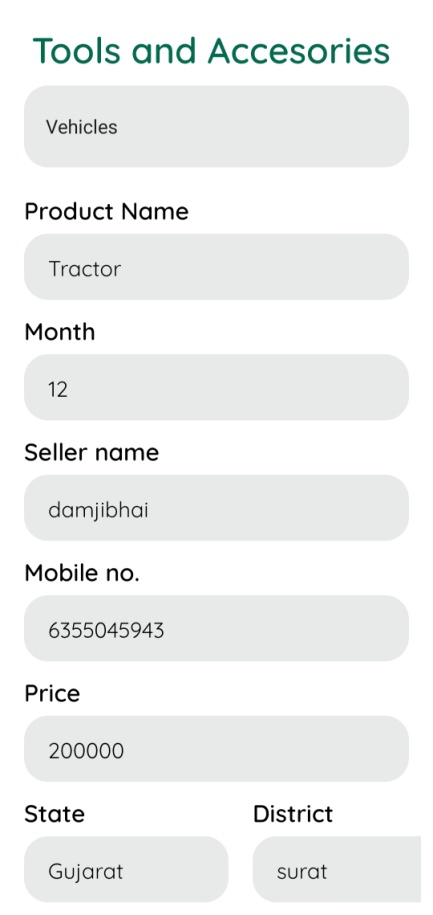 Tools and Accesories
Vehicles
Product Name
Tractor
Month
12
Seller name
damjibhai
Mobile no.
6355045943
Price
200000
State District
Gujarat surat